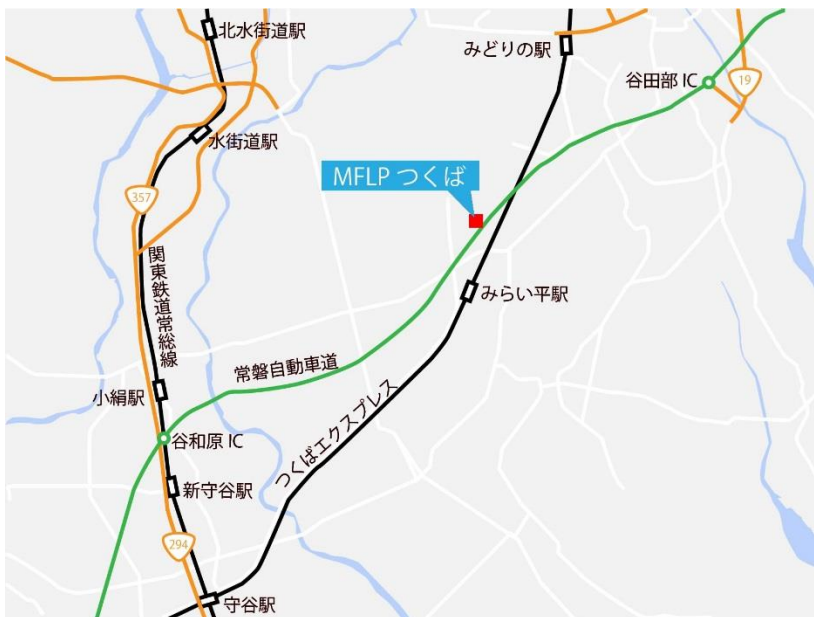 北水街道駅
みどりの駅
谷田部 IC
19
水街道駅
MFLP つくば
357
関東鉄道常総線
みらい平駅
常磐自動車道
小絹駅
つくばエクスプレス
谷和原 IC
新守谷駅
294
守谷駅